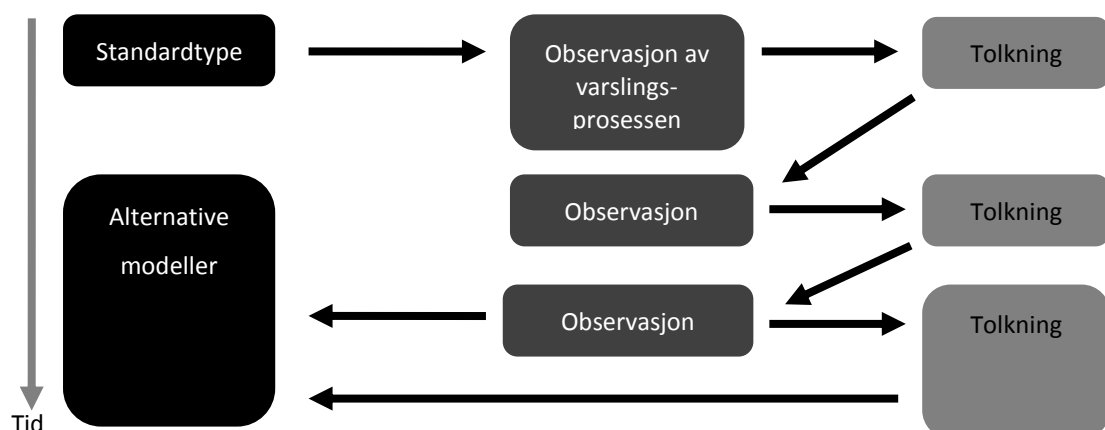 Standardtype
Observasjon av
varslings-
prosessen
Tolkning
Alternative
modeller
Observasjon
Tolkning
Observasjon
Tolkning
Tid